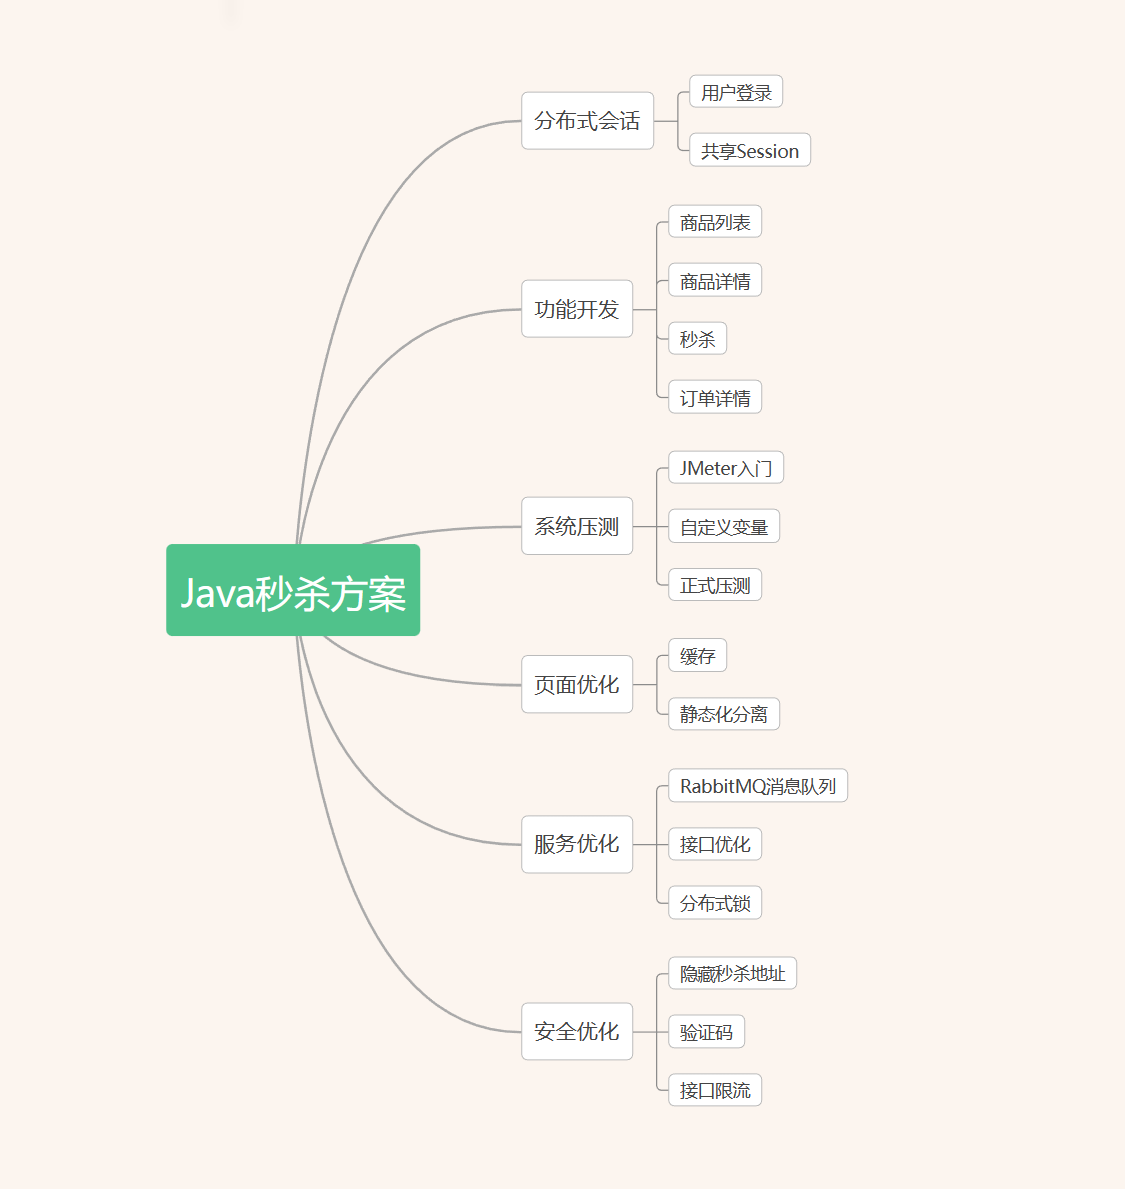 Java秒杀方案
分布式会话
用户登录
共享Session
功能开发
商品列表
商品详情
秒杀
订单详情
系统压测
JMeter入门
自定义变量
正式压测
页面优化
缓存
静态化分离
服务优化
RabbitMQ消息队列
接口优化
分布式锁
安全优化
隐藏秒杀地址
验证码
接口限流